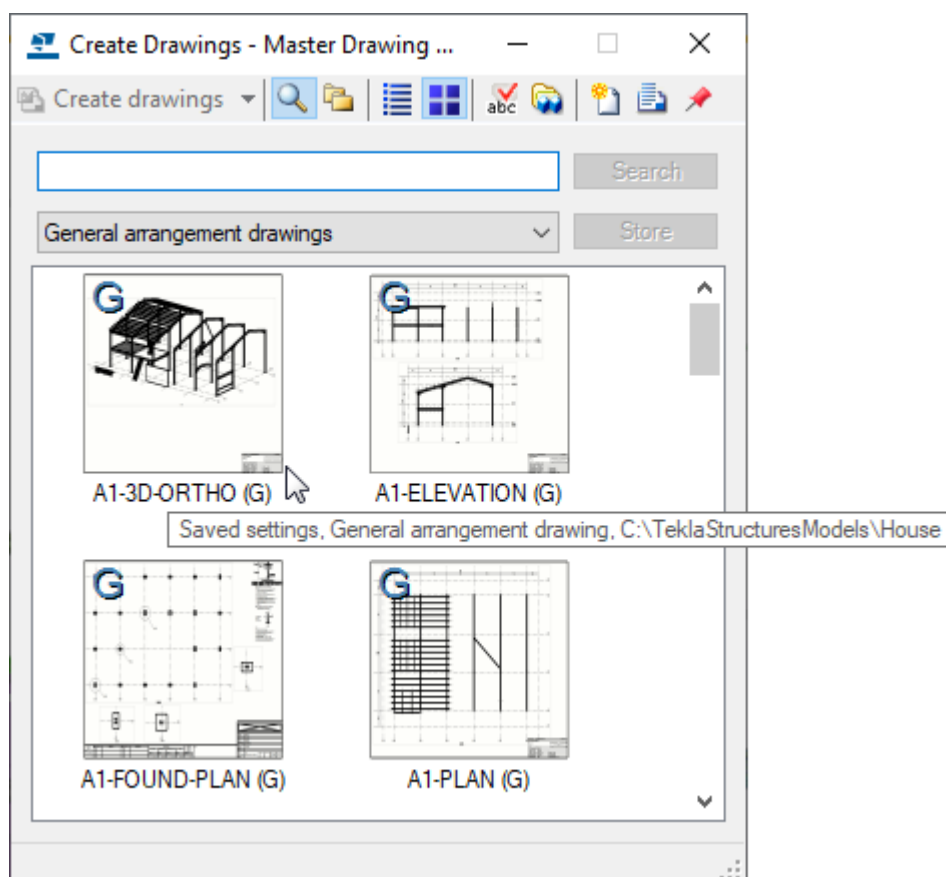 Create Drawings - Master Drawing ...
Create drawings
abc
Search
General arrangement drawings
Store
G
G
A1-3D-ORTHO (G)
A1-ELEVATION (G)
Saved settings, General arrangement drawing, C:\TeklaStructuresModels\House
G
G
A1-FOUND-PLAN (G)
A1-PLAN (G)